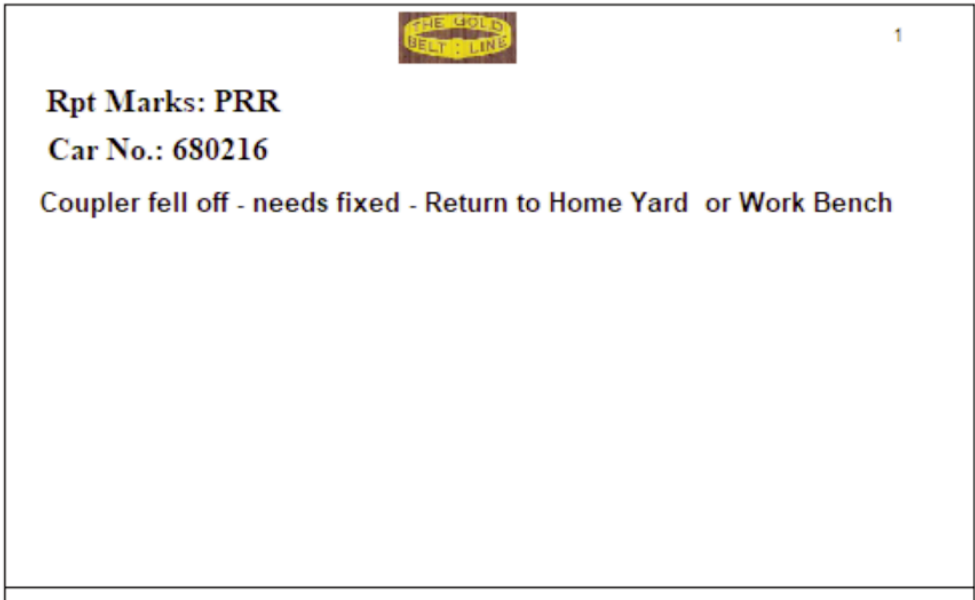 THE GOLD
BELT : LINE
1
Rpt Marks: PRR
Car No.: 680216
Coupler fell off - needs fixed - Return to Home Yard or Work Bench